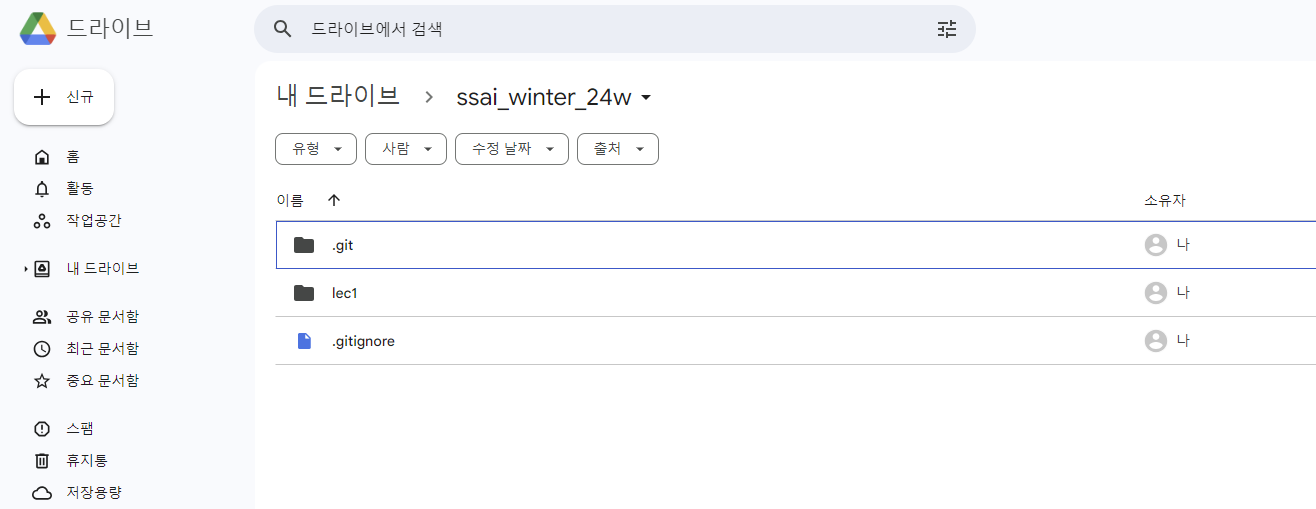 드라이브
드라이브에서 검색
신규
내 드라이브 > ssai_winter_24w
유형 사람 수정 날짜 출처
홈
활동
작업공간
내 드라이브
공유 문서함
최근 문서함
중요 문서함
스팸
휴지통
저장용량
이름 소유자
.git 나
lec1 나
.gitignore 나